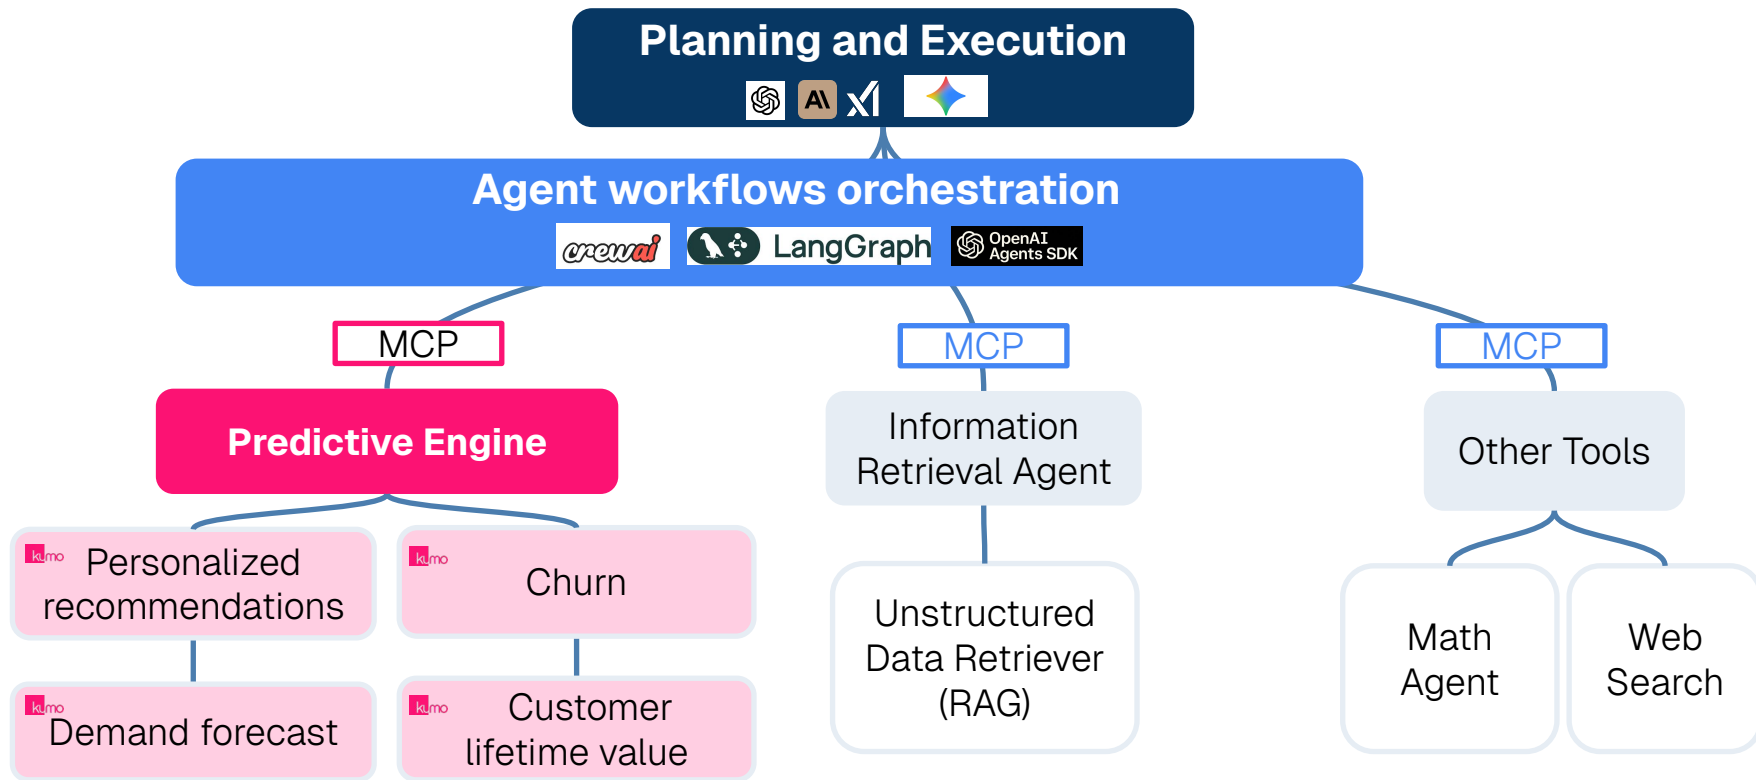 Planning and Execution
AI
xI
Agent workflows orchestration
crewai
LangGraph
OpenAI
Agents SDK
MCP
MCP
MCP
Predictive Engine
Information
Retrieval Agent
Other Tools
kumo
Personalized
recommendations
kumo
Churn
Unstructured
Data Retriever
(RAG)
Math
Agent
Web
Search
kumo
Demand forecast
kumo
Customer
lifetime value